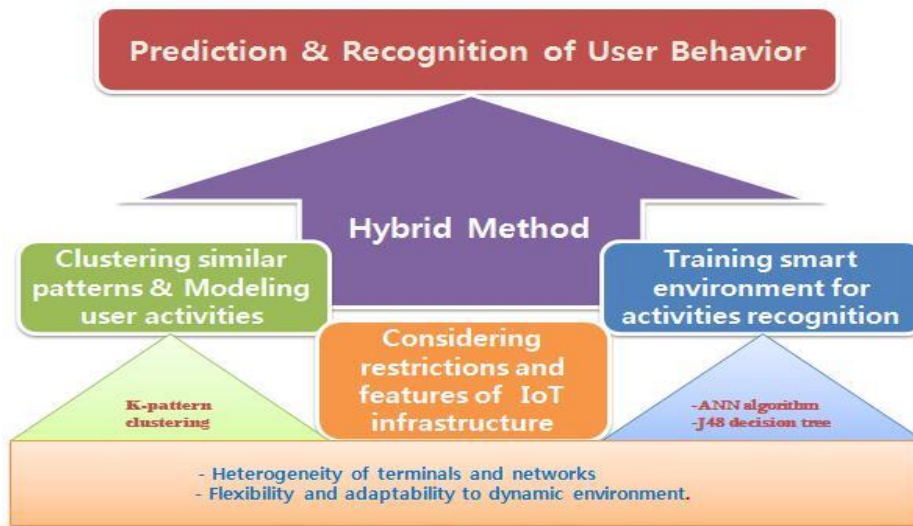 Prediction & Recognition of User Behavior
Hybrid Method
Clustering similar
patterns & Modeling
user activities
Training smart
environment for
activities recognition
Considering
restrictions and
features of IoT
infrastructure
K-pattern
clustering
-ANN algorithm
-J48 decision tree
- Heterogeneity of terminals and networks
- Flexibility and adaptability to dynamic environment.